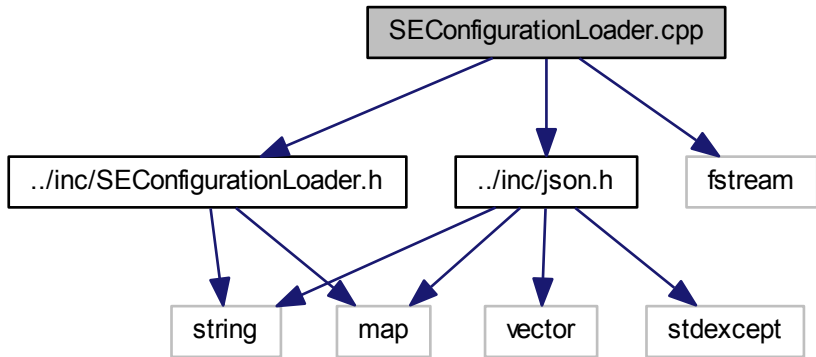 SEConfigurationLoader.cpp
../inc/SEConfigurationLoader.h
../inc/json.h
fstream
string
map
vector
stdexcept